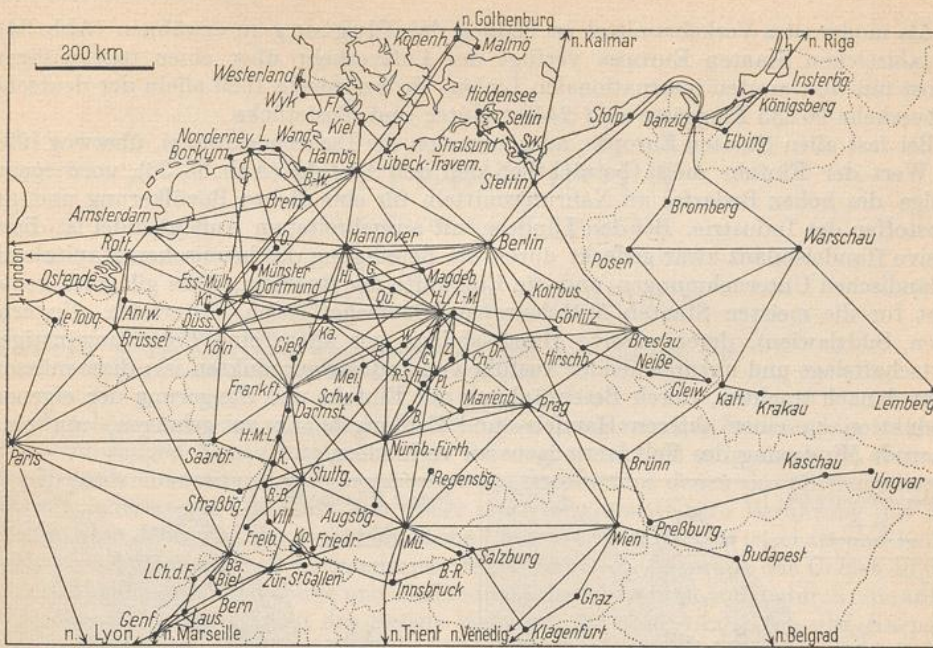 n. Gothenburg
n. Kalmar
n. Riga
200 km
Kopenh.
Malmö
Westerland
Wyk
Fl.
Kiel
Hiddensee
Sellin
Stralsund
Sw.
Stolp
Danzig
Insterbg.
Königsberg
Elbing
Norderney
L. Wang.
Borkum
Hambg.
Lübeck-Travem.
B.-W.
Brem.
Stettin
Bromberg
Amsterdam
Rott.
O.
Hannover
Berlin
Posen
Warschau
London
Ostende
le Touq.
Ess.-Mülh.
Münster
Dortmund
Hi.
G.
Qu.
Magdeb.
H-L.
L.-M.
Kottbus
Kr.
Düss.
Antw.
Brüssel
Köln
Ka.
Gieß.
E.
W.
G.
Z.
Ch.
Dr.
Görlitz
Hirschb.
Breslau
Neiße
Gleiw.
Katt.
Krakau
Lemberg
Frankft.
Darmst.
Mei.
Schw.
R.-S.
H.
Pl.
B.
Marienb.
Prag
Paris
Saarbr.
H.-M.-L.
K.
Nürnb.-Fürth
Brünn
Kaschau
Ungvar
Stuttg.
Straßbg.
B.-B.
Vill.
Regensbg.
Augsbg.
Freib.
Ko.
Friedr.
Mü.
Wien
Preßburg
Budapest
Ba.
L.Ch.d.F.
Biel
Zür.
St.Gallen
Bern
B.-R.
Salzburg
Innsbruck
Graz
Genf
Laus.
Klagenfurt
n. Lyon
n. Marseille
n. Trient
n. Venedig
n. Belgrad